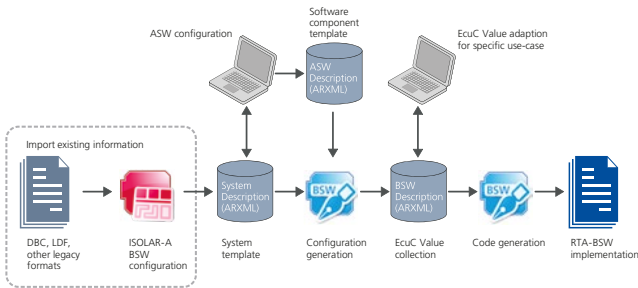 Software
component
template
ASW configuration
EcuC Value adaption
for specific use-case
ASW
Description
(ARXML)
Import existing information
System
Description
(ARXML)
BSW
BSW
Description
(ARXML)
BSW
DBC, LDF,
other legacy
formats
ISOLAR-A
BSW
configuration
System
template
Configuration
generation
EcuC Value
collection
Code generation
RTA-BSW
implementation